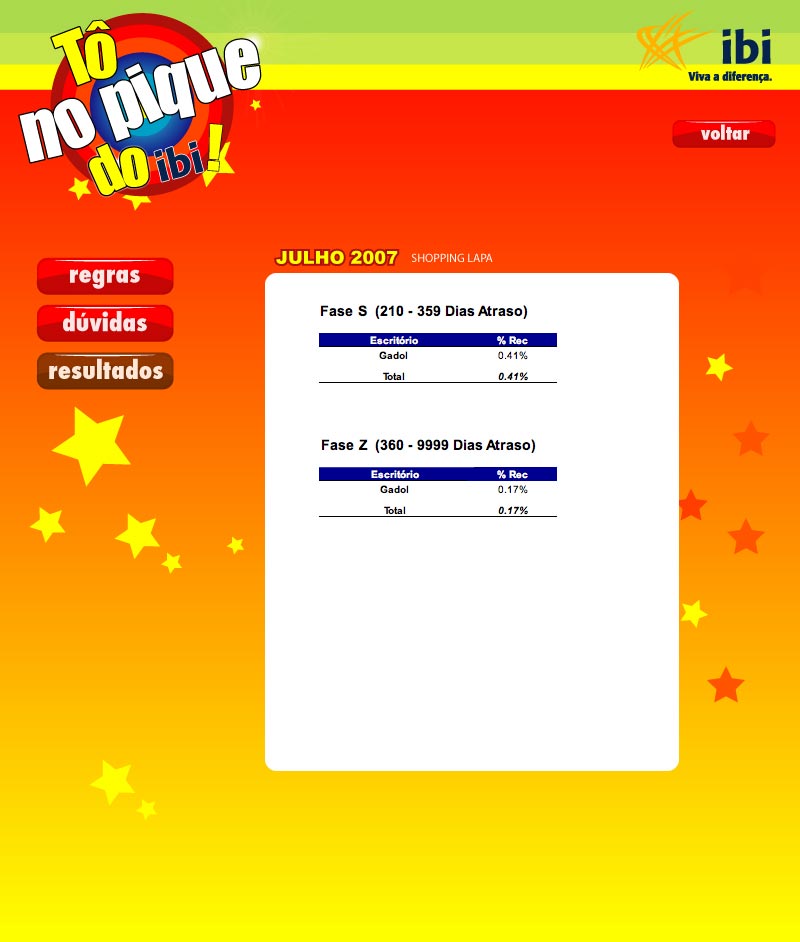 Tô
no pique
do ibi!
ibi
Viva a diferença.
voltar
regras
dúvidas
resultados
JULHO 2007 SHOPPING LAPA
Fase S (210 - 359 Dias Atraso)
Escritório % Rec
Gadol 0.41%
Total 0.41%
Fase Z (360 - 9999 Dias Atraso)
Escritório % Rec
Gadol 0.17%
Total 0.17%